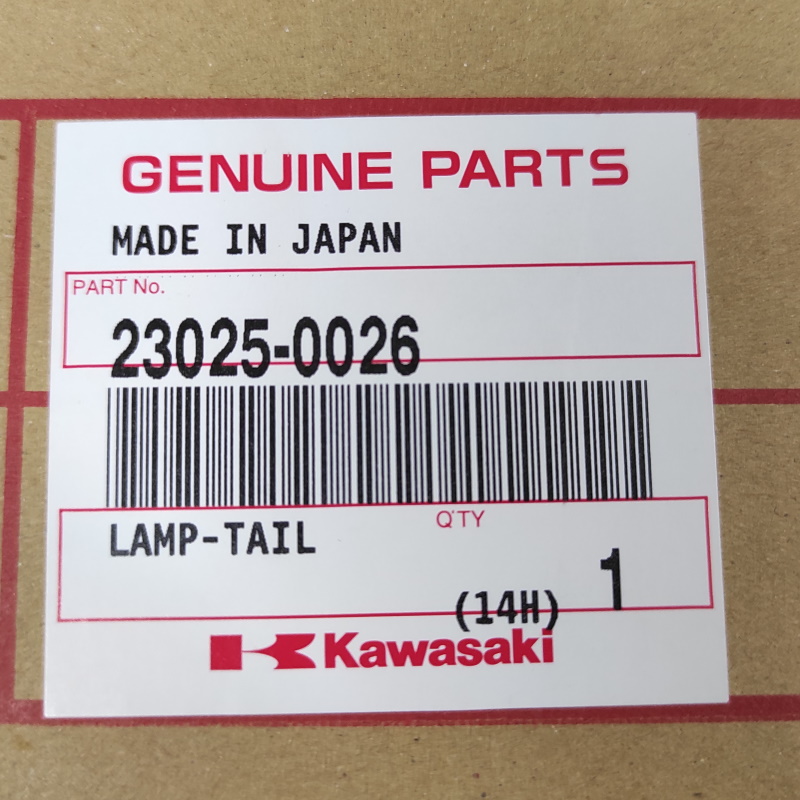 GENUINE PARTS
MADE IN JAPAN
PART No.
23025-0026
LAMP-TAIL
Q'TY
(14H) 1
Kawasaki